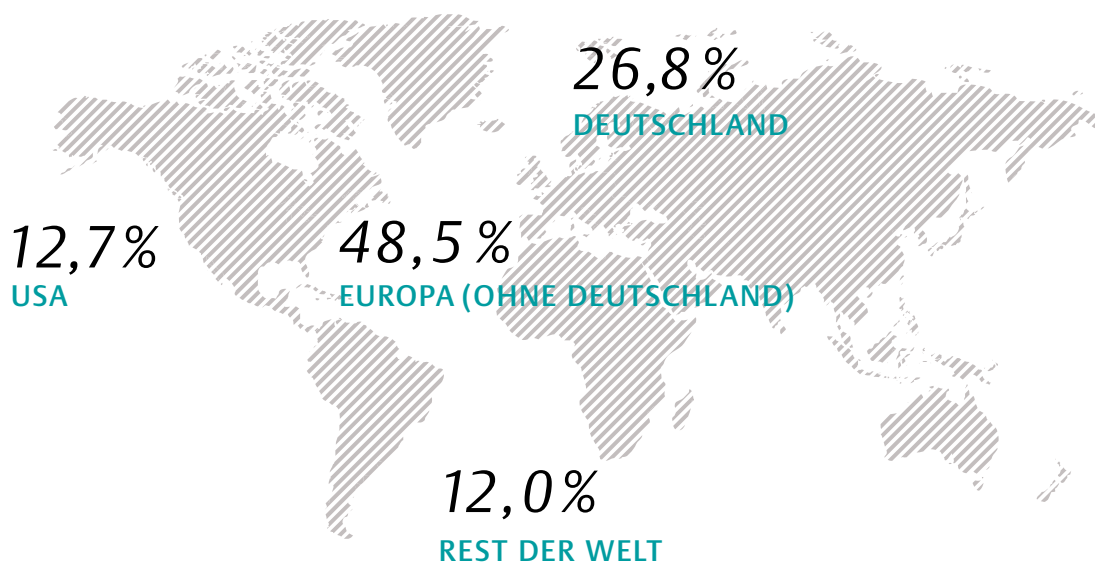 26,8 %
DEUTSCHLAND
12,7 %
USA
48,5 %
EUROPA (OHNE DEUTSCHLAND)
12,0 %
REST DER WELT